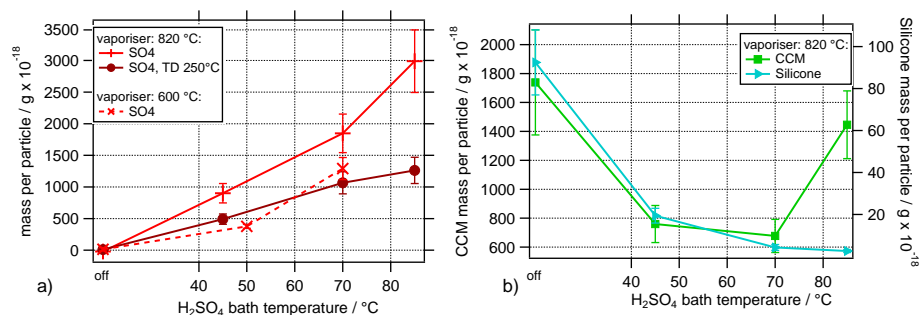 vaporiser: 820 °C:
SO4
SO4, TD 250°C
vaporiser: 600 °C:
SO4
3500
3000
2500
2000
1500
1000
500
0
mass per particle / g x 10-18
off
40
50
60
70
80
a)
H2SO4 bath temperature / °C
vaporiser: 820 °C:
CCM
Silicone
2000
1800
1600
1400
1200
1000
800
600
CCM mass per particle / g x 10-18
100
80
60
40
20
Silicone mass per particle / g x 10-18
off
40
50
60
70
80
b)
H2SO4 bath temperature / °C